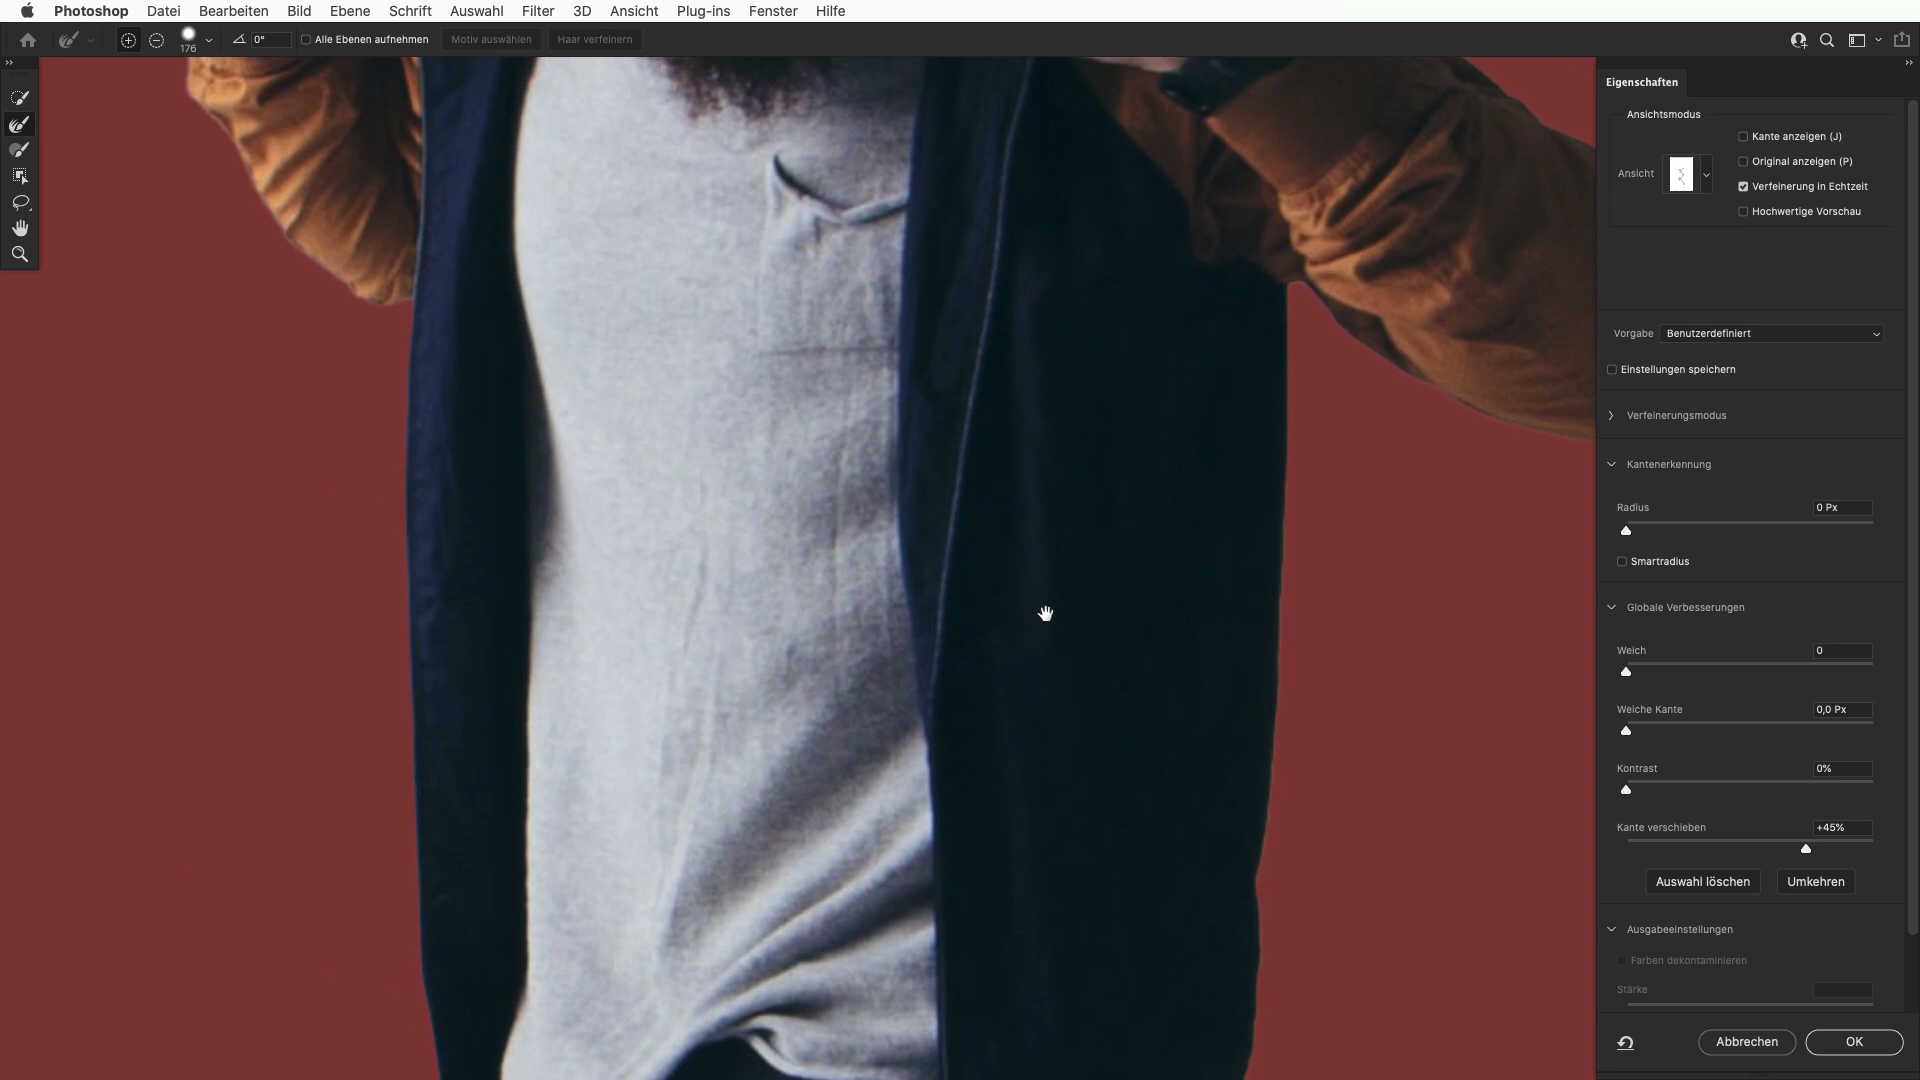 Photoshop Datei Bearbeiten Bild Ebene Schrift Auswahl Filter 3D Ansicht Plug-ins Fenster Hilfe
176 0° Alle Ebenen aufnehmen Motiv auswählen Haar verfeinern
Eigenschaften
Ansichtsmodus
Kante anzeigen (J)
Original anzeigen (P)
Ansicht
Verfeinerung in Echtzeit
Hochwertige Vorschau
Vorgabe Benutzerdefiniert
Einstellungen speichern
Verfeinerungsmodus
Kantenerkennung
Radius 0 Px
Smartradius
Globale Verbesserungen
Weich 0
Weiche Kante 0,0 Px
Kontrast 0%
Kante verschieben +45%
Auswahl löschen Umkehren
Ausgabeeinstellungen
Farben dekontaminieren
Stärke
Abbrechen OK